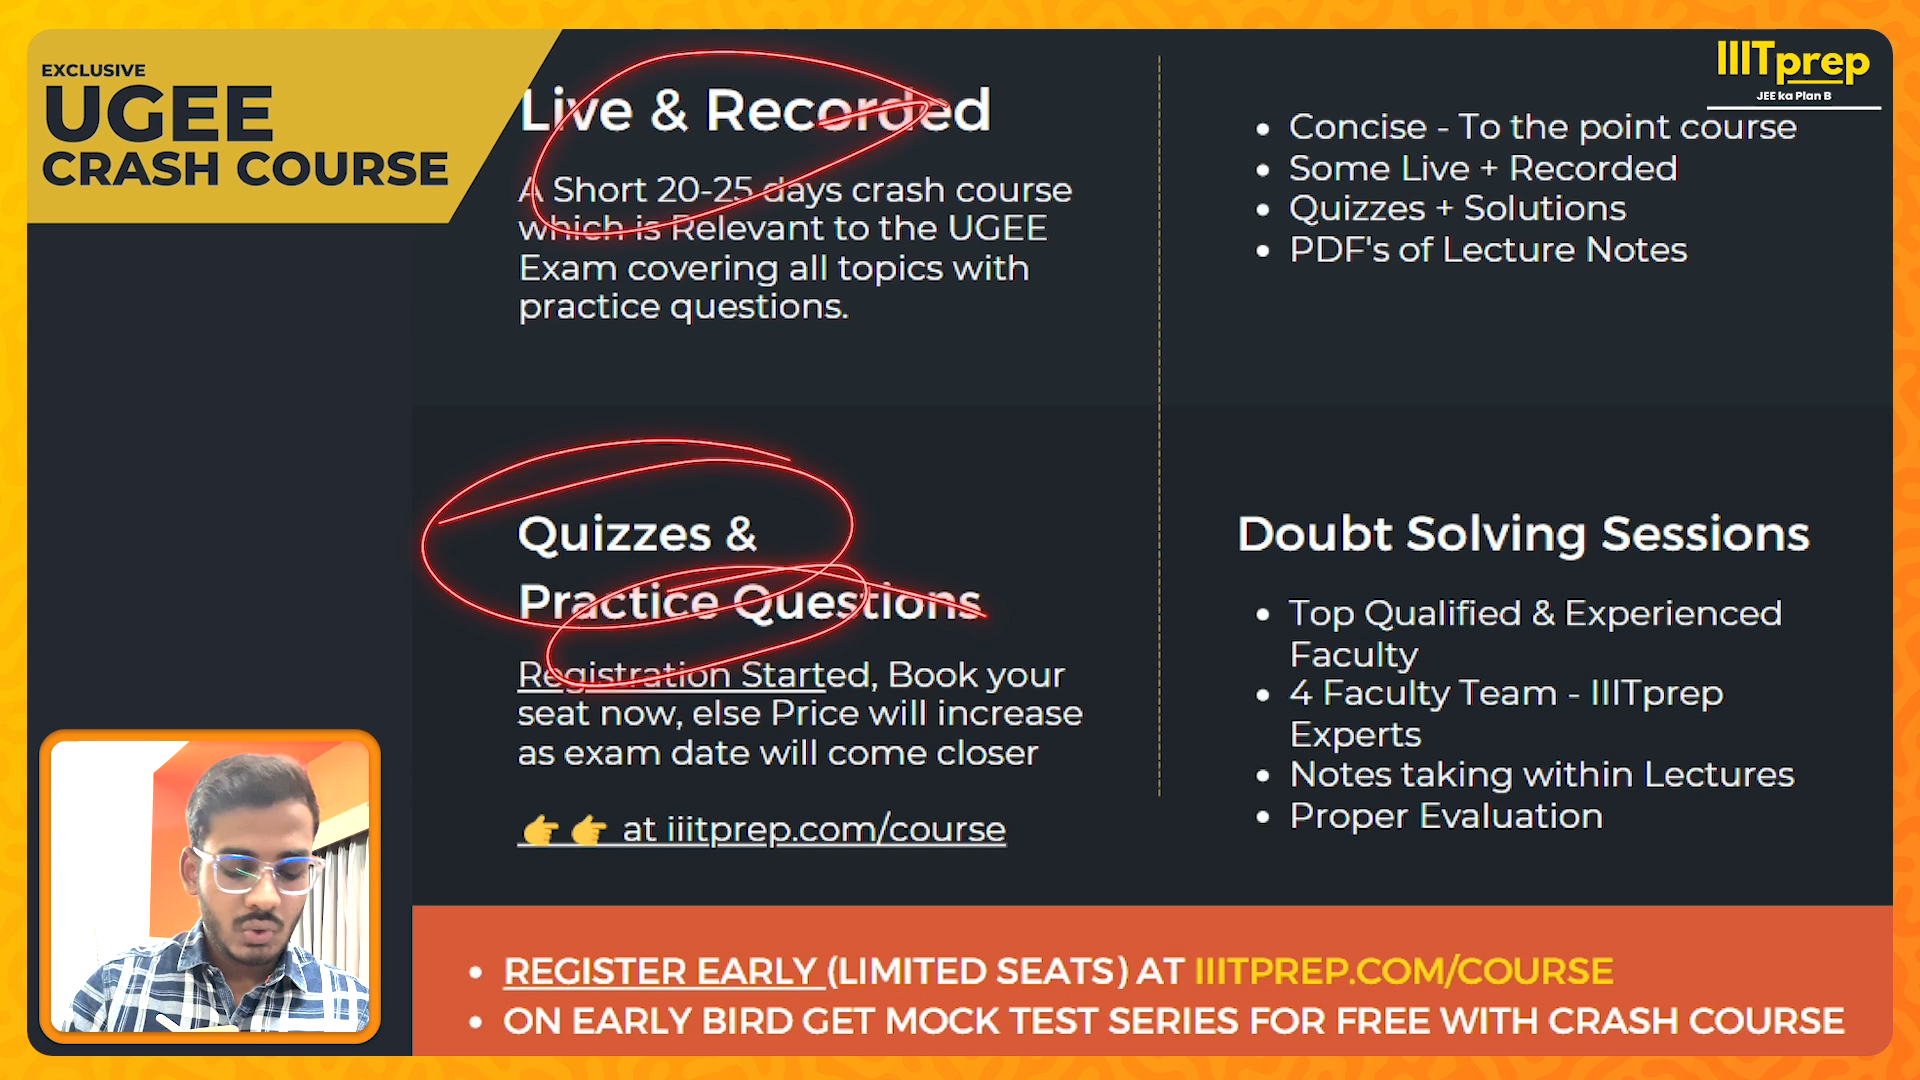 EXCLUSIVE
UGEE
CRASH COURSE
IIITprep
JEE ka Plan B
Live & Recorded
A Short 20-25 days crash course
which is Relevant to the UGEE
Exam covering all topics with
practice questions.
• Concise - To the point course
• Some Live + Recorded
• Quizzes + Solutions
• PDF's of Lecture Notes
Quizzes &
Practice Questions
Registration Started, Book your
seat now, else Price will increase
as exam date will come closer
👉👉 at iiitprep.com/course
Doubt Solving Sessions
• Top Qualified & Experienced
Faculty
• 4 Faculty Team - IIITprep
Experts
• Notes taking within Lectures
• Proper Evaluation
• REGISTER EARLY (LIMITED SEATS) AT IIITPREP.COM/COURSE
• ON EARLY BIRD GET MOCK TEST SERIES FOR FREE WITH CRASH COURSE